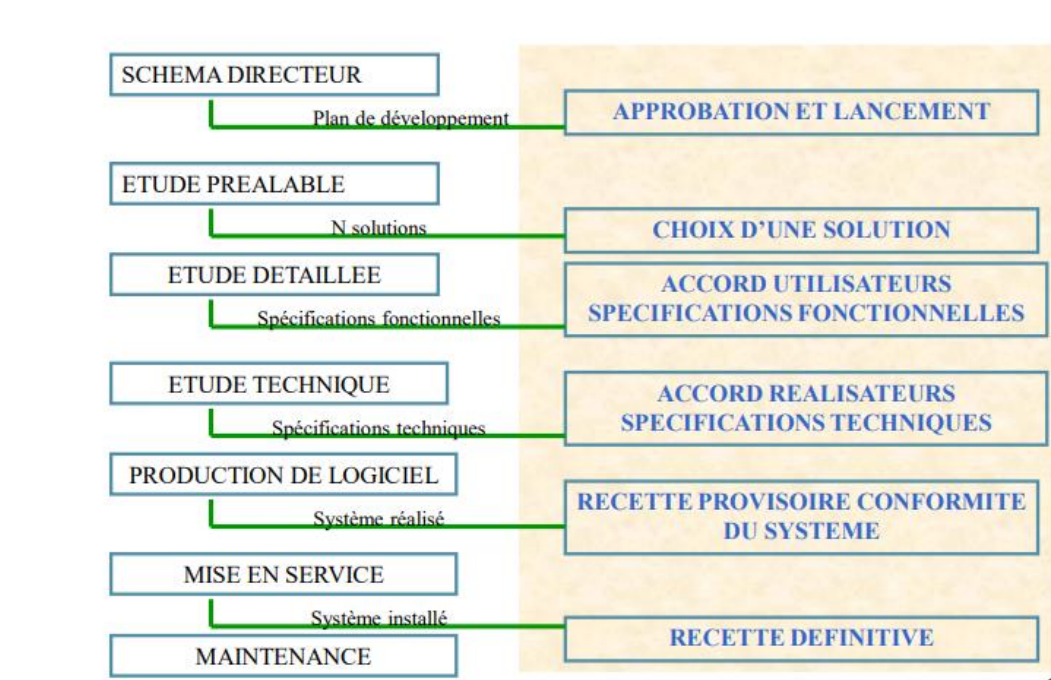 SCHEMA DIRECTEUR
Plan de développement
APPROBATION ET LANCEMENT
ETUDE PREALABLE
N solutions
CHOIX D'UNE SOLUTION
ETUDE DETAILLEE
Spécifications fonctionnelles
ACCORD UTILISATEURS
SPECIFICATIONS FONCTIONNELLES
ETUDE TECHNIQUE
Spécifications techniques
ACCORD REALISATEURS
SPECIFICATIONS TECHNIQUES
PRODUCTION DE LOGICIEL
Système réalisé
RECETTE PROVISOIRE CONFORMITE
DU SYSTEME
MISE EN SERVICE
Système installé
RECETTE DEFINITIVE
MAINTENANCE